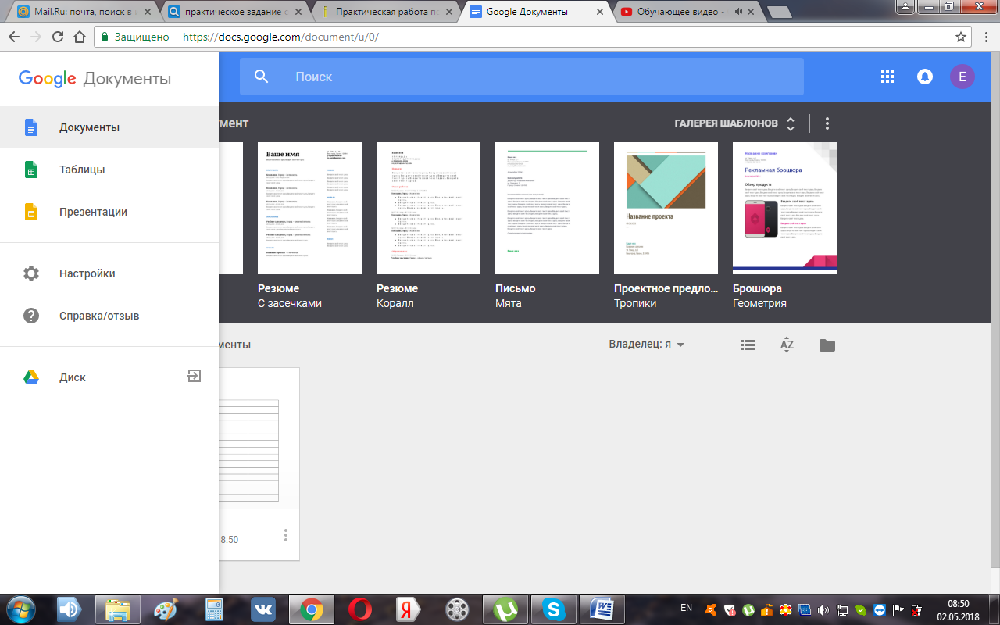 Mail.Ru: почта, поиск в
практическое задание
Практическая работа по
Google Документы
Обучающее видео -
Защищено
https://docs.google.com/document/u/0/
Google Документы
Поиск
E
Документы
Таблицы
Презентации
Настройки
Справка/отзыв
Диск
мент
ГАЛЕРЕЯ ШАБЛОНОВ
Ваше имя
Название проекта
Рекламная брошюра
Обзор продукта
Резюме
С засечками
Резюме
Коралл
Письмо
Мята
Проектное предло...
Тропики
Брошюра
Геометрия
менты
Владелец: я
AZ
8:50
EN
08:50
02.05.2018